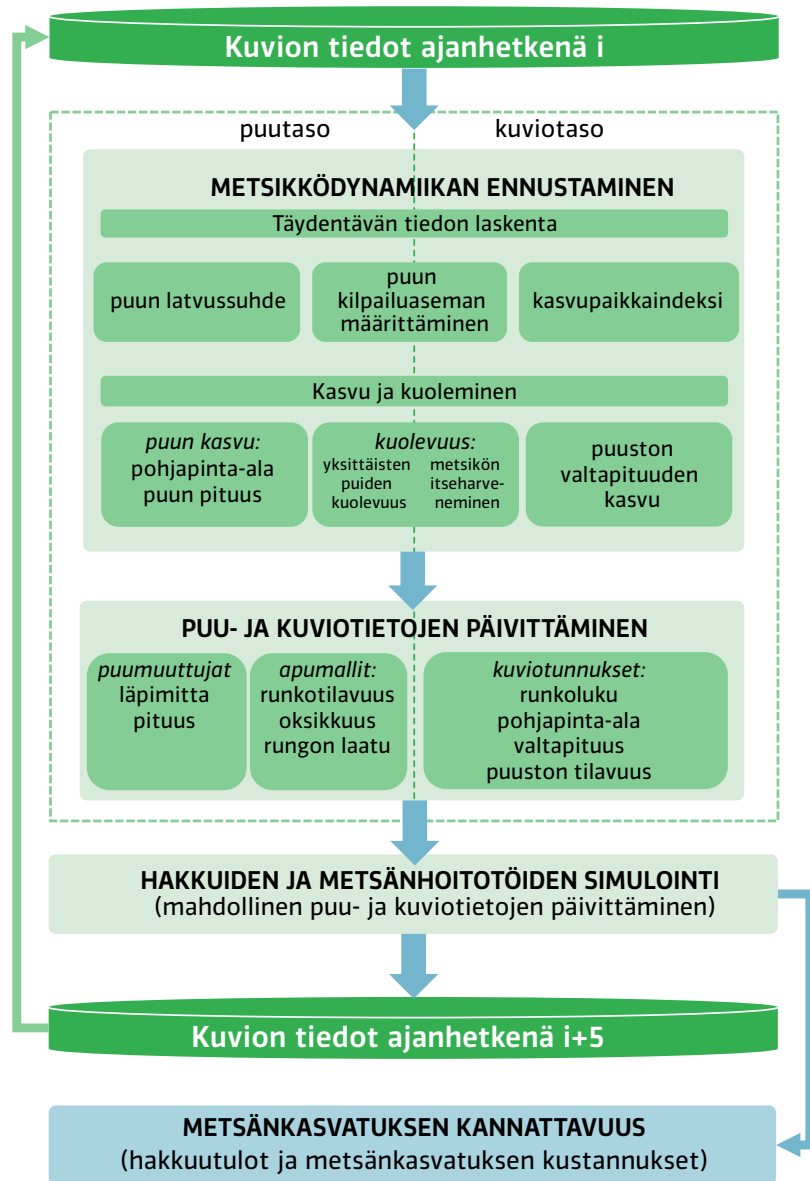 Kuvion tiedot ajanhetkenä i
puutaso
kuviotaso
METSIKKÖDYNAMIIKAN ENNUSTAMINEN
Täydentävän tiedon laskenta
puun latvussuhde
puun
kilpailuaseman
määrittäminen
kasvupaikkaindeksi
Kasvu ja kuoleminen
puun kasvu:
pohjapinta-ala
puun pituus
kuolevuus:
yksittäisten
puiden
kuolevuus
metsikön
itseharve-
neminen
puuston
valtapituuden
kasvu
PUU- JA KUVIOTIETOJEN PÄIVITTÄMINEN
puumuuttujat
läpimitta
pituus
apumallit:
runkotilavuus
oksikkuus
rungon laatu
kuviotunnukset:
runkoluku
pohjapinta-ala
valtapituus
puuston tilavuus
HAKKUIDEN JA METSÄNHOITOTÖIDEN SIMULOINTI
(mahdollinen puu- ja kuviotietojen päivittäminen)
Kuvion tiedot ajanhetkenä i+5
METSÄNKASVATUKSEN KANNATTAVUUS
(hakkuutulot ja metsänkasvatuksen kustannukset)